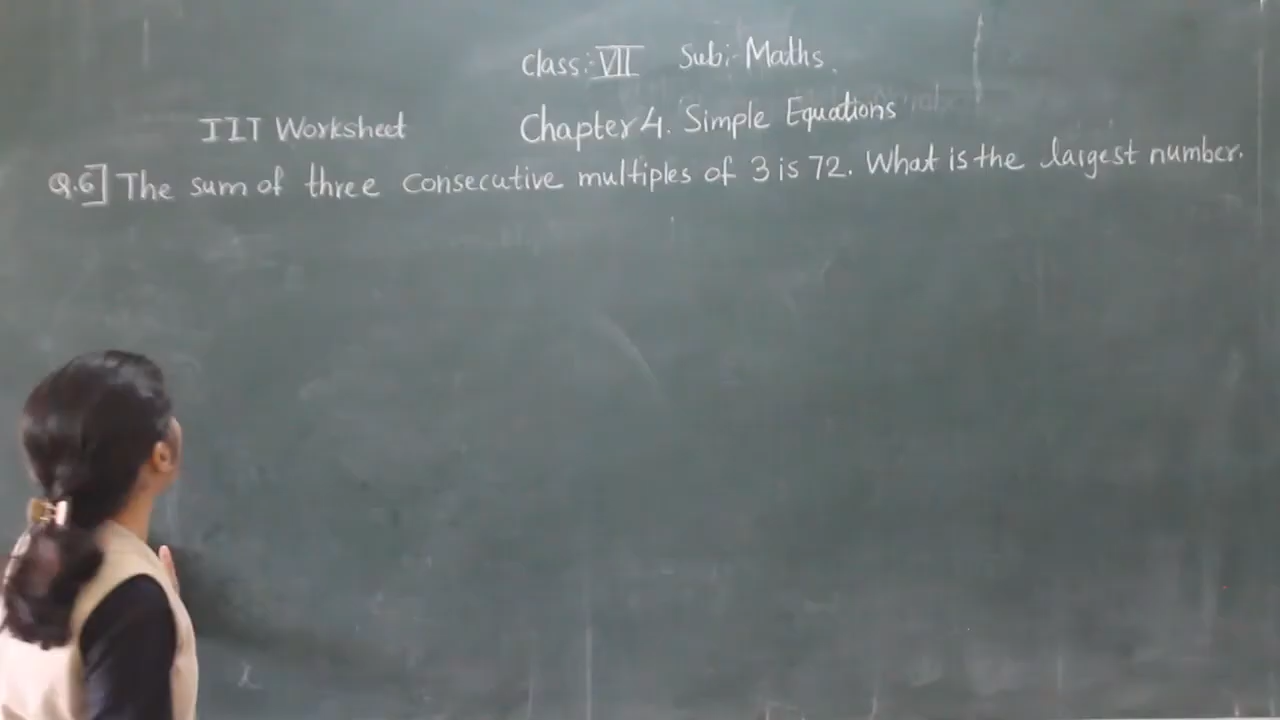 class:- VII Sub:- Maths.
IIT Worksheet Chapter 4. Simple Equations
Q.6] The sum of three consecutive multiples of 3 is 72. What is the largest number.